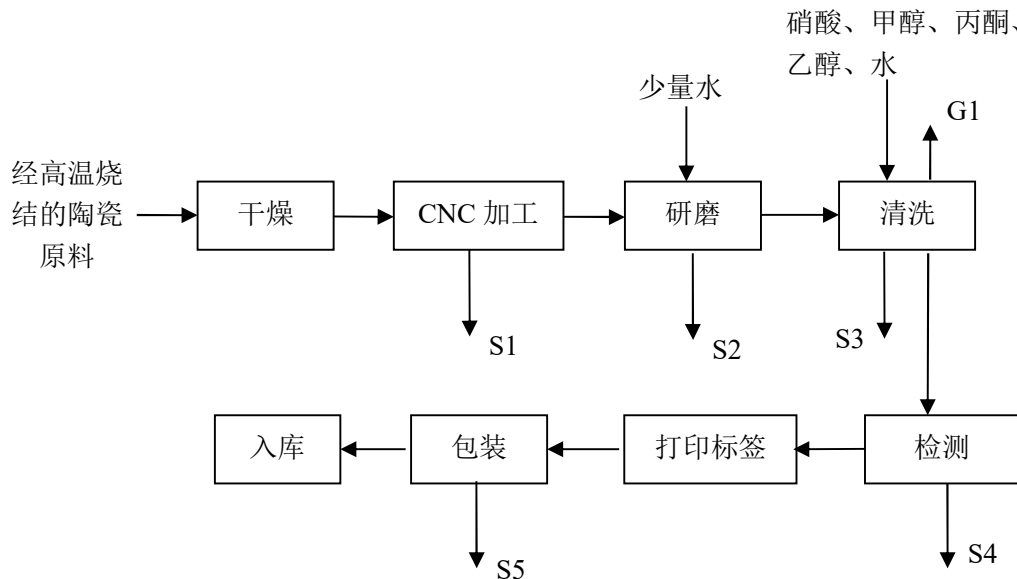 硝酸、甲醇、丙酮、
乙醇、水
少量水
G1
经高温烧
结的陶瓷
原料
干燥
CNC 加工
研磨
清洗
S1
S2
S3
入库
包装
打印标签
检测
S5
S4